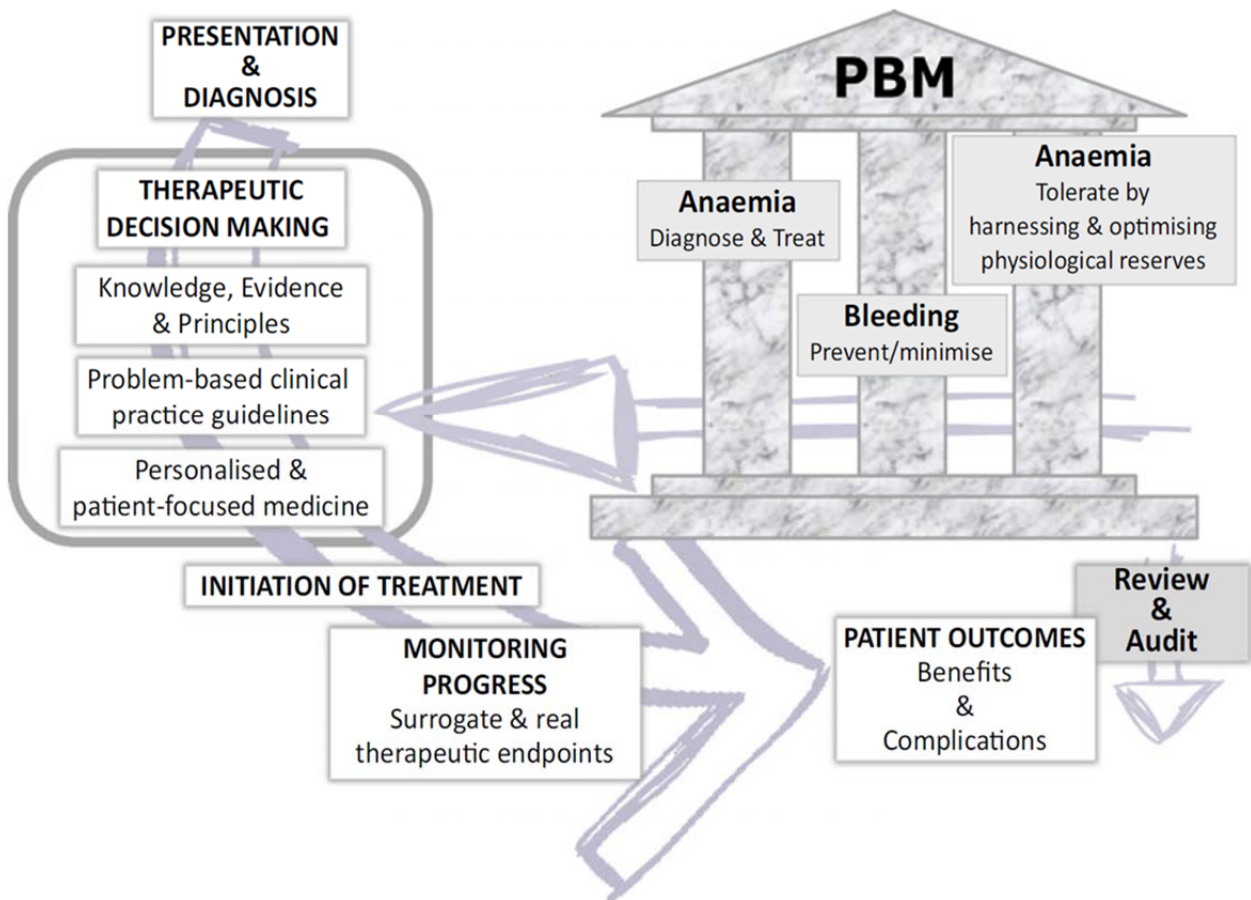 PRESENTATION
&
DIAGNOSIS
THERAPEUTIC
DECISION MAKING
Knowledge, Evidence
& Principles
Problem-based clinical
practice guidelines
Personalised &
patient-focused medicine
INITIATION OF TREATMENT
MONITORING
PROGRESS
Surrogate & real
therapeutic endpoints
PBM
Anaemia
Diagnose & Treat
Bleeding
Prevent/minimise
Anaemia
Tolerate by
harnessing & optimising
physiological reserves
PATIENT OUTCOMES
Benefits
&
Complications
Review
&
Audit